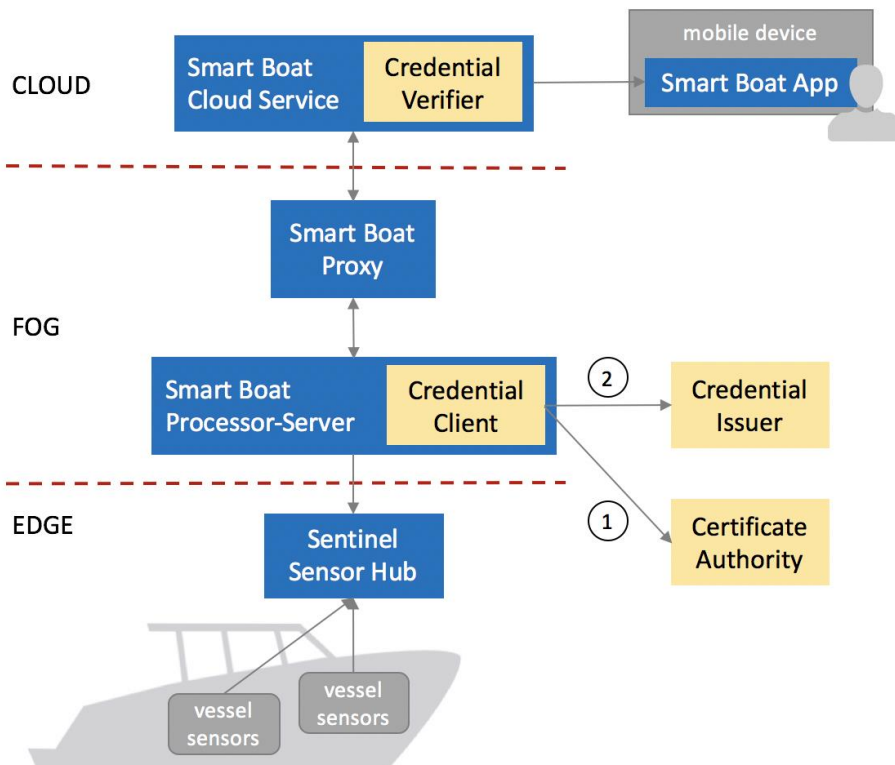 mobile device
CLOUD
Smart Boat
Cloud Service
Credential
Verifier
Smart Boat App
Smart Boat
Proxy
FOG
Smart Boat
Processor-Server
Credential
Client
2
Credential
Issuer
EDGE
Sentinel
Sensor Hub
1
Certificate
Authority
vessel
sensors
vessel
sensors